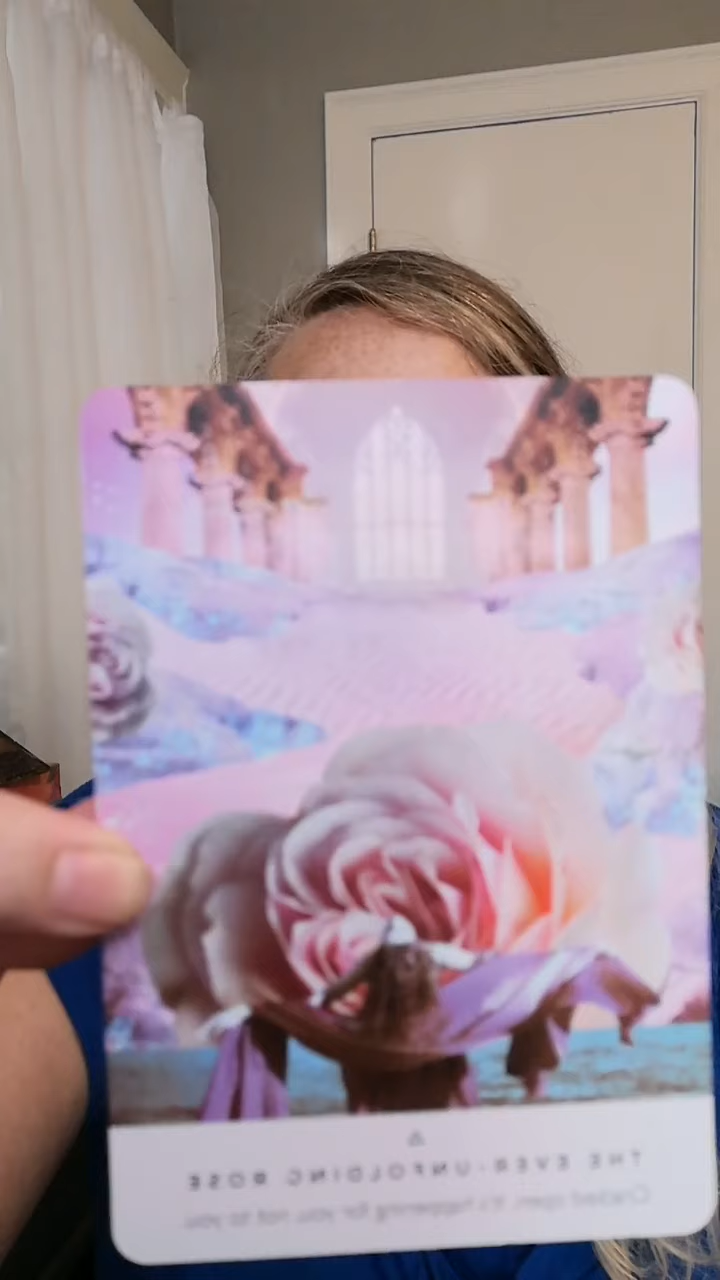 THE EVER-UNFOLDING ROSE
Cracked open. It's happening for you, not to you.